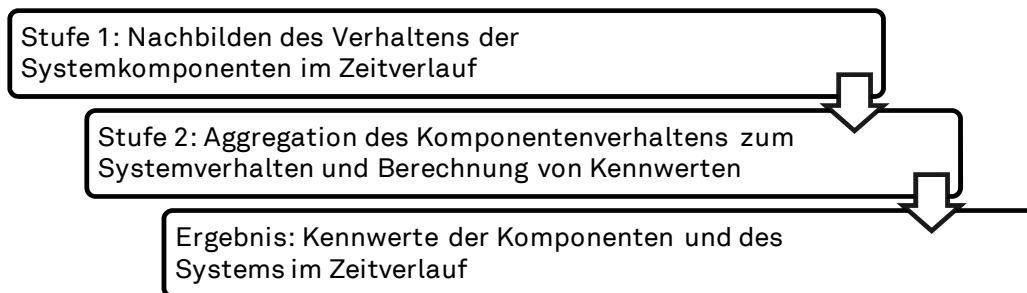 Stufe 1: Nachbilden des Verhaltens der
Systemkomponenten im Zeitverlauf
Stufe 2: Aggregation des Komponentenverhaltens zum
Systemverhalten und Berechnung von Kennwerten
Ergebnis: Kennwerte der Komponenten und des
Systems im Zeitverlauf